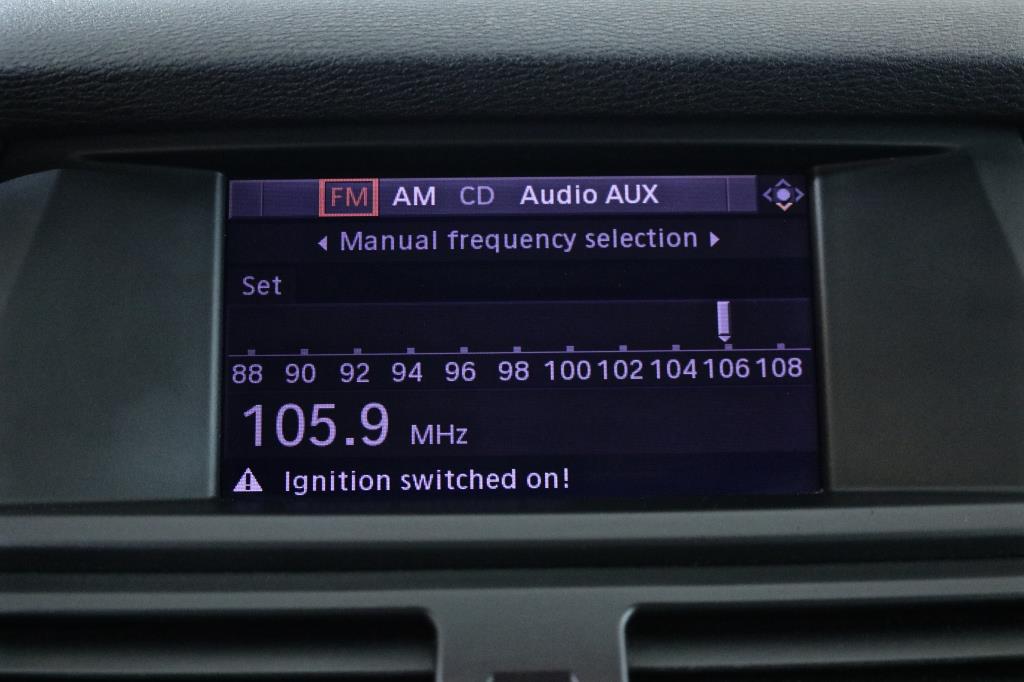 FM AM CD Audio AUX
Manual frequency selection
Set
88 90 92 94 96 98 100 102 104 106 108
105.9 MHz
Ignition switched on!